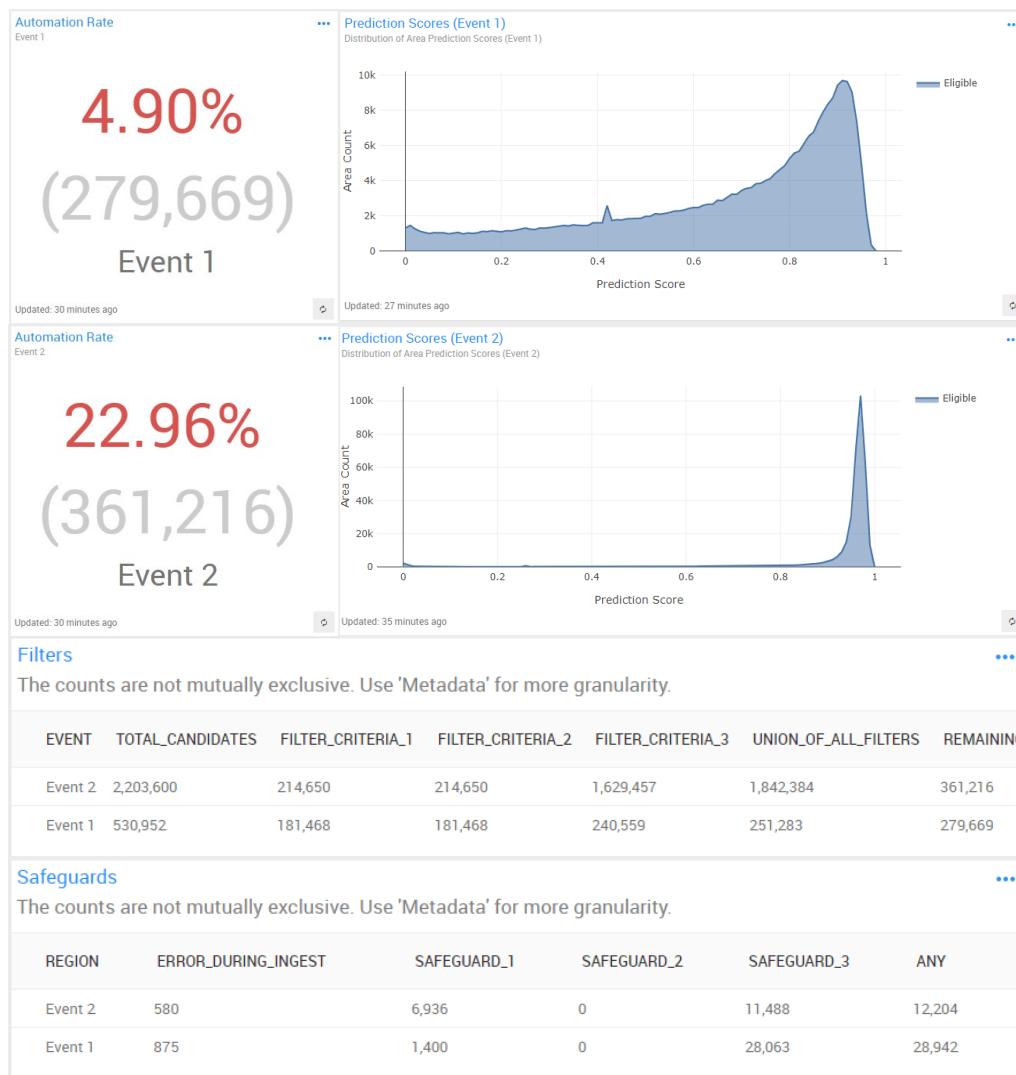 Automation Rate
Event 1
4.90%
(279,669)
Event 1
Updated: 30 minutes ago
Prediction Scores (Event 1)
Distribution of Area Prediction Scores (Event 1)
10k
8k
6k
4k
2k
0
Area Count
0 0.2 0.4 0.6 0.8 1
Prediction Score
Eligible
Updated: 27 minutes ago
Automation Rate
Event 2
22.96%
(361,216)
Event 2
Updated: 30 minutes ago
Prediction Scores (Event 2)
Distribution of Area Prediction Scores (Event 2)
100k
80k
60k
40k
20k
0
Area Count
0 0.2 0.4 0.6 0.8 1
Prediction Score
Eligible
Updated: 35 minutes ago
Filters
The counts are not mutually exclusive. Use 'Metadata' for more granularity.
EVENT TOTAL_CANDIDATES FILTER_CRITERIA_1 FILTER_CRITERIA_2 FILTER_CRITERIA_3 UNION_OF_ALL_FILTERS REMAINING
Event 2 2,203,600 214,650 214,650 1,629,457 1,842,384 361,216
Event 1 530,952 181,468 181,468 240,559 251,283 279,669
Safeguards
The counts are not mutually exclusive. Use 'Metadata' for more granularity.
REGION ERROR_DURING_INGEST SAFEGUARD_1 SAFEGUARD_2 SAFEGUARD_3 ANY
Event 2 580 6,936 0 11,488 12,204
Event 1 875 1,400 0 28,063 28,942